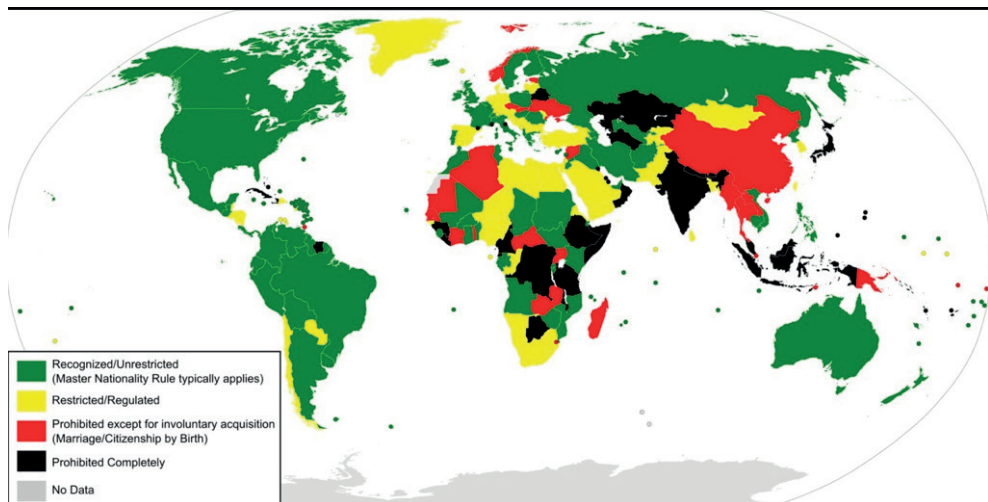 Recognized/Unrestricted
(Master Nationality Rule typically applies)
Restricted/Regulated
Prohibited except for involuntary acquisition
(Marriage/Citizenship by Birth)
Prohibited Completely
No Data